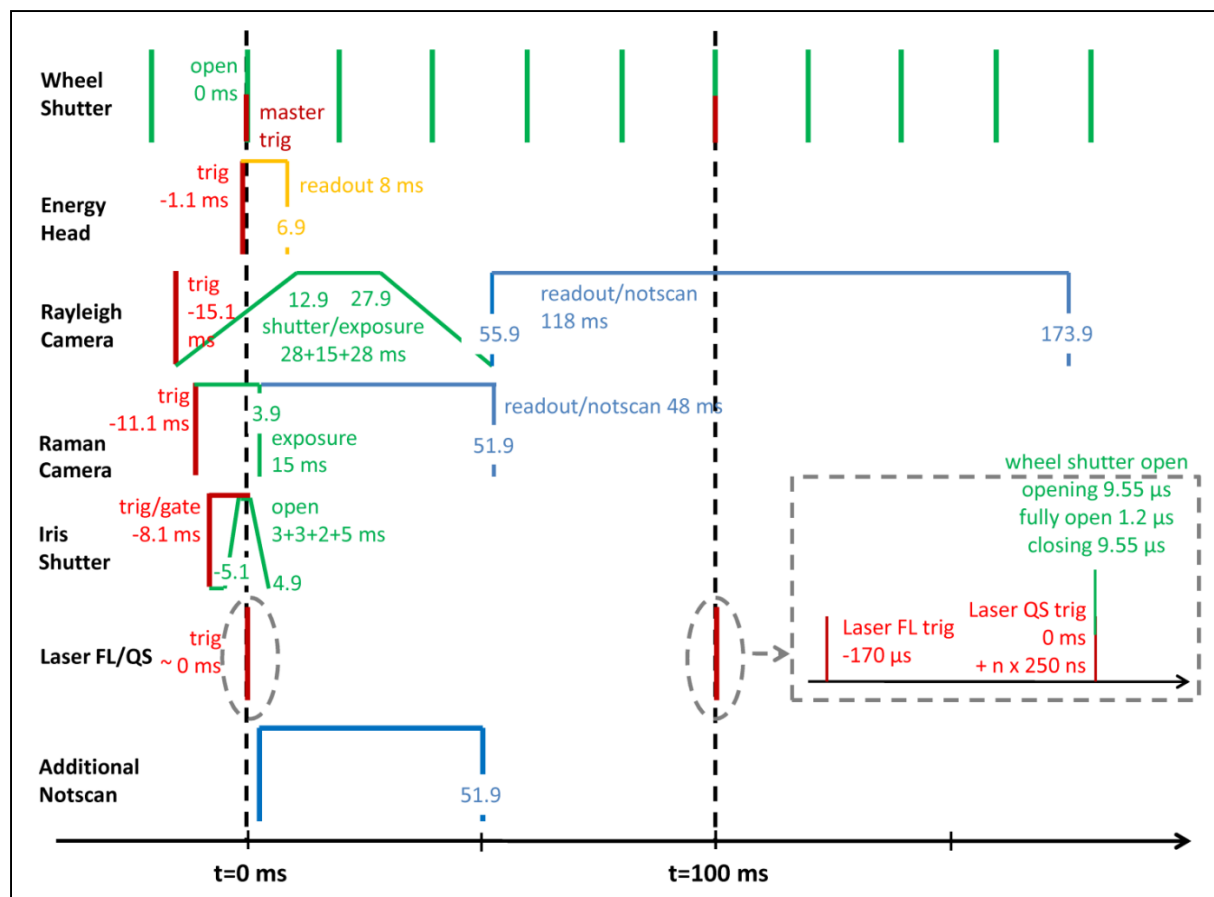 Wheel
Shutter
open
0 ms
master
trig
Energy
Head
trig
-1.1 ms
readout 8 ms
6.9
Rayleigh
Camera
trig
-15.1
ms
12.9
27.9
shutter/exposure
28+15+28 ms
55.9
readout/notscan
118 ms
173.9
Raman
Camera
trig
-11.1 ms
3.9
exposure
15 ms
readout/notscan 48 ms
51.9
Iris
Shutter
trig/gate
-8.1 ms
-5.1
open
3+3+2+5 ms
4.9
wheel shutter open
opening 9.55 µs
fully open 1.2 µs
closing 9.55 µs
Laser FL/QS
trig
~ 0 ms
Laser FL trig
-170 µs
Laser QS trig
0 ms
+ n x 250 ns
Additional
Notscan
51.9
t=0 ms
t=100 ms